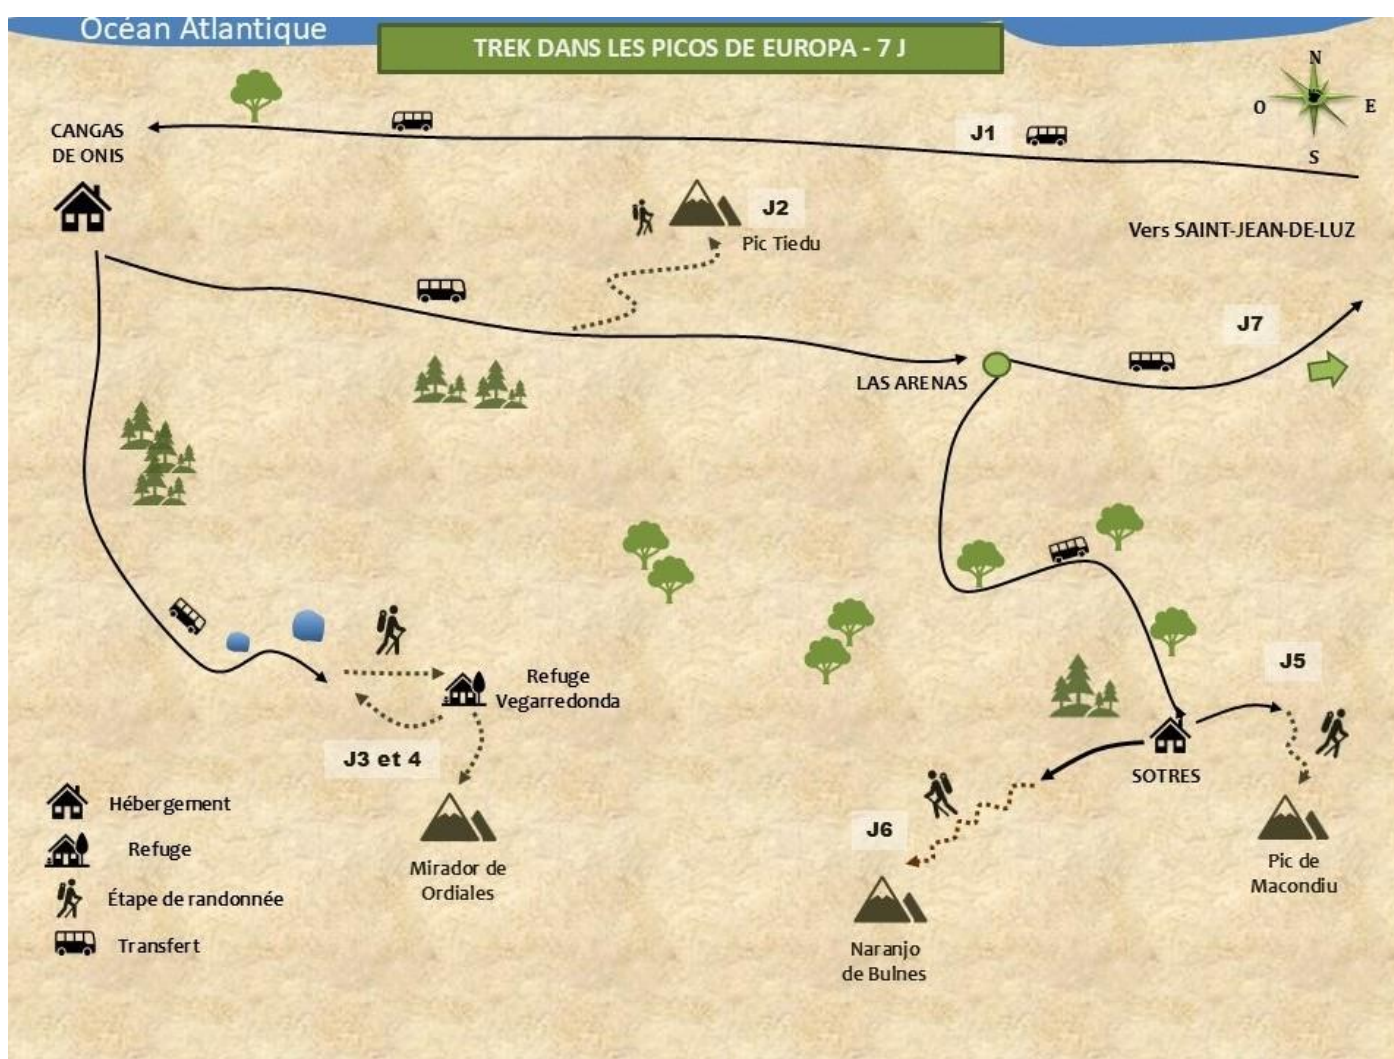 Océan Atlantique
TREK DANS LES PICOS DE EUROPA - 7 J
N
O
E
S
CANGAS
DE ONIS
J1
J2
Pic Tiedu
Vers SAINT-JEAN-DE-LUZ
J7
LAS ARENAS
Refuge
Vegarredonda
J3 et 4
J5
SOTRES
J6
Mirador de
Ordiales
Pic de
Macondiu
Naranjo
de Bulnes
Hébergement
Refuge
Étape de randonnée
Transfert